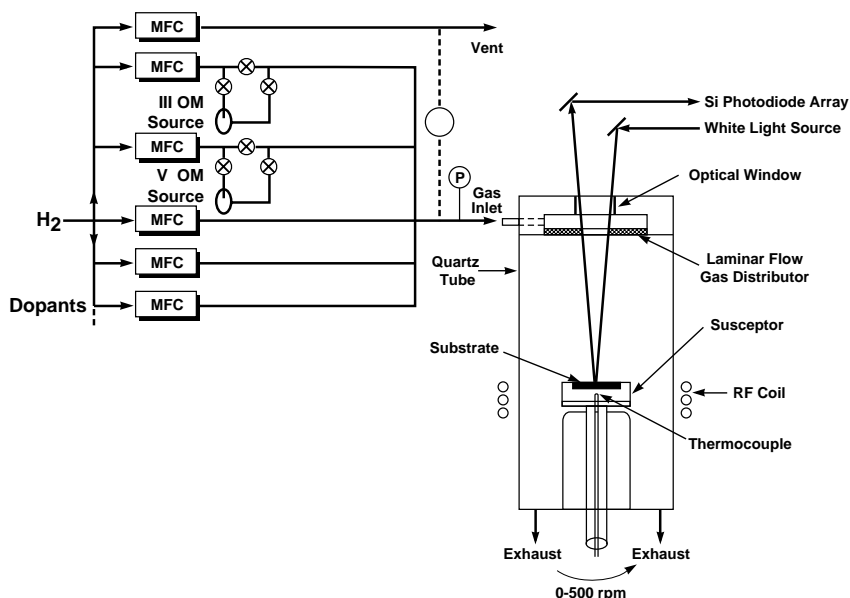 MFC
Vent
MFC
III OM
Source
MFC
V OM
Source
H2
MFC
P
Gas
Inlet
MFC
Dopants
MFC
Si Photodiode Array
White Light Source
Optical Window
Laminar Flow
Gas Distributor
Quartz
Tube
Susceptor
Substrate
RF Coil
Thermocouple
Exhaust
Exhaust
0-500 rpm